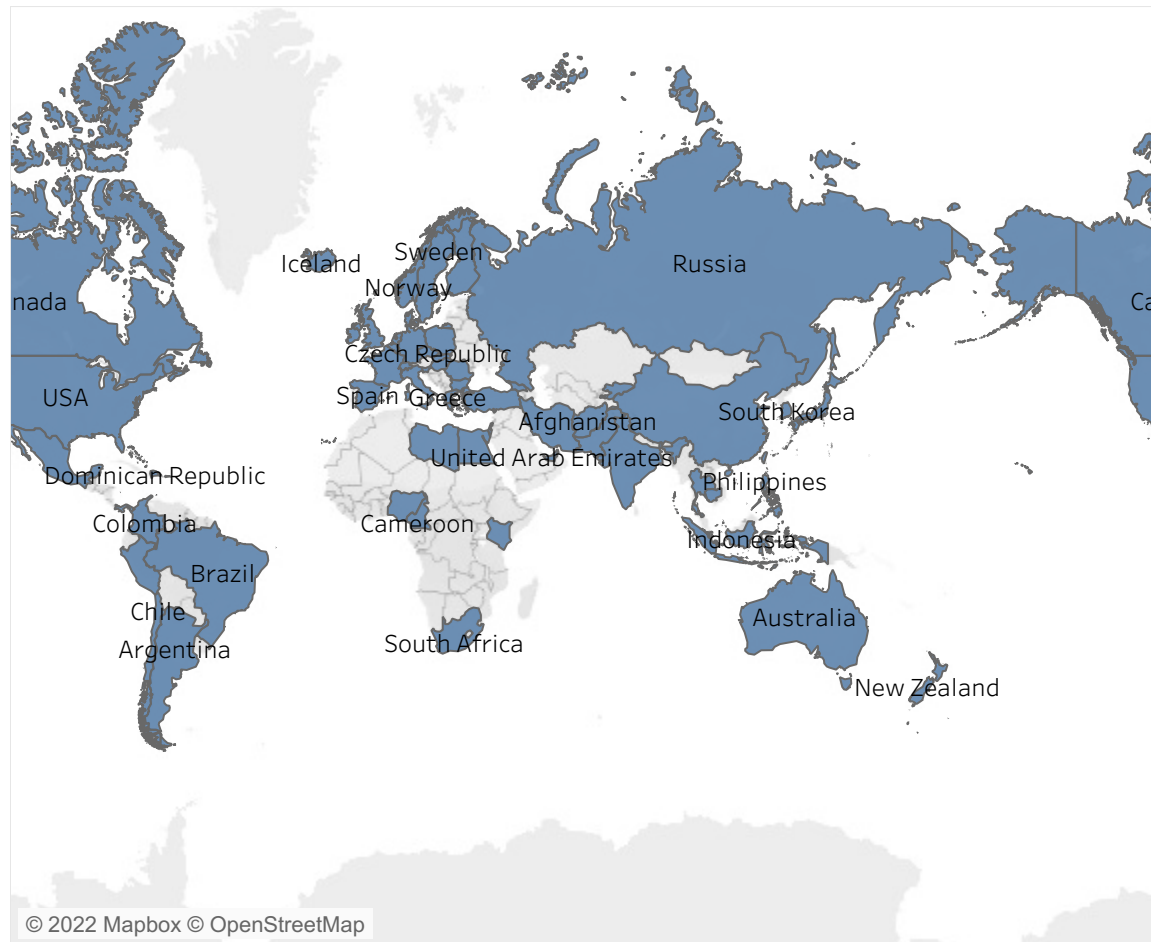 Iceland
Sweden
Norway
Russia
nada
Ca
Czech Republic
USA
Spain
Greece
Afghanistan
South Korea
United Arab Emirates
Dominican Republic
Philippines
Colombia
Cameroon
Indonesia
Brazil
Chile
Australia
Argentina
South Africa
New Zealand
© 2022 Mapbox © OpenStreetMap